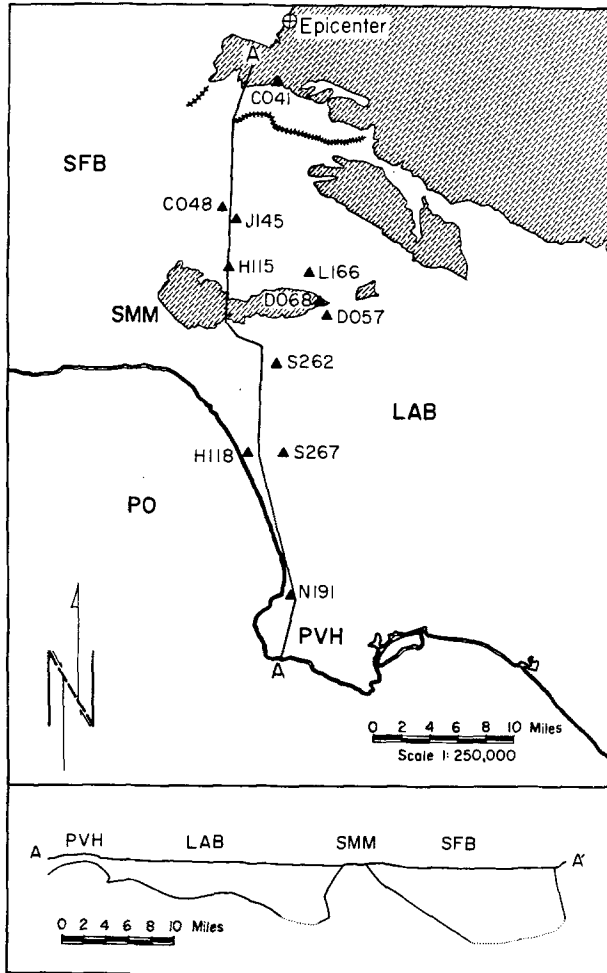 Epicenter
A
C041
SFB
C048
J145
H115
L166
D068
SMM
D057
S262
LAB
H118
S267
PO
N191
PVH
A
N
0 2 4 6 8 10 Miles
Scale 1: 250,000
A PVH LAB SMM SFB A'
0 2 4 6 8 10 Miles